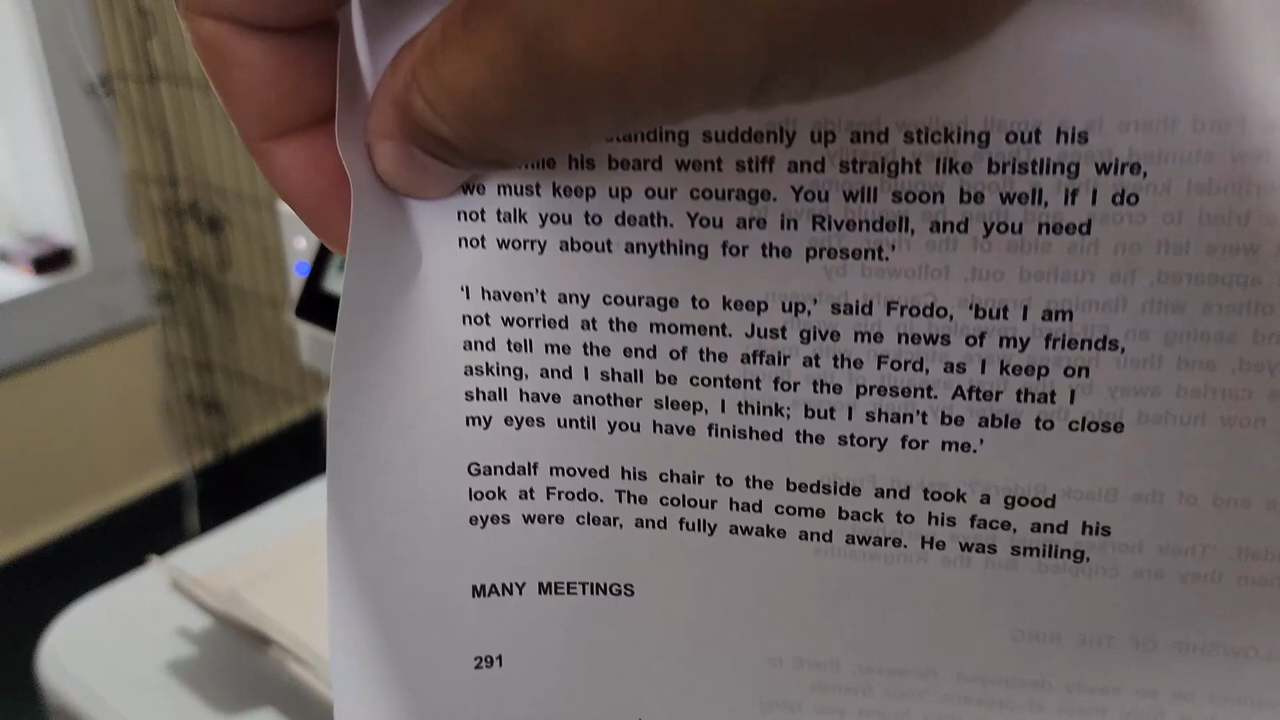 standing suddenly up and sticking out his
his beard went stiff and straight like bristling wire,
we must keep up our courage. You will soon be well, if I do
not talk you to death. You are in Rivendell, and you need
not worry about anything for the present.’
‘I haven’t any courage to keep up,’ said Frodo, ‘but I am
not worried at the moment. Just give me news of my friends,
and tell me the end of the affair at the Ford, as I keep on
asking, and I shall be content for the present. After that I
shall have another sleep, I think; but I shan’t be able to close
my eyes until you have finished the story for me.’
Gandalf moved his chair to the bedside and took a good
look at Frodo. The colour had come back to his face, and his
eyes were clear, and fully awake and aware. He was smiling,
MANY MEETINGS
291